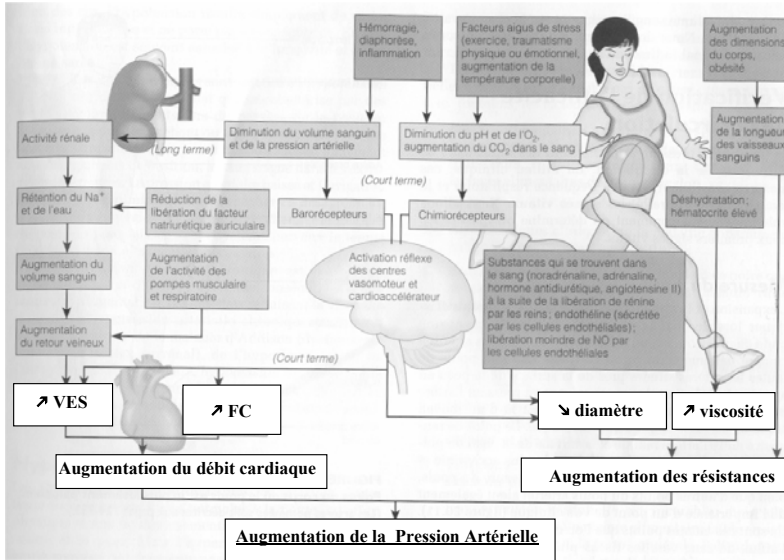 Hémorragie,
diaphorèse,
inflammation
Facteurs aigus de stress
(exercice, traumatisme
physique ou émotionnel,
augmentation de la
température corporelle)
Augmentation
des dimensions
du corps,
obésité
Activité rénale
(Long terme)
Diminution du volume sanguin
et de la pression artérielle
Diminution du pH et de l'O₂,
augmentation du CO₂ dans le sang
Augmentation
de la longueur
des vaisseaux
sanguins
(Court terme)
Rétention du Na⁺
et de l'eau
Réduction de la
libération du facteur
natriurétique auriculaire
Barorécepteurs
Chimiorécepteurs
Déshydratation;
hématocrite élevé
Augmentation du
volume sanguin
Augmentation
de l'activité des
pompes musculaire
et respiratoire
Activation réflexe
des centres
vasomoteur et
cardioaccélérateur
Substances qui se trouvent dans
le sang (noradrénaline, adrénaline,
hormone antidiurétique, angiotensine II)
à la suite de la libération de rénine
par les reins; endothéline (sécrétée
par les cellules endothéliales);
libération moindre de NO par
les cellules endothéliales
Augmentation
du retour veineux
(Court terme)
↗ VES
↗ FC
↘ diamètre
↗ viscosité
Augmentation du débit cardiaque
Augmentation des résistances
Augmentation de la Pression Artérielle